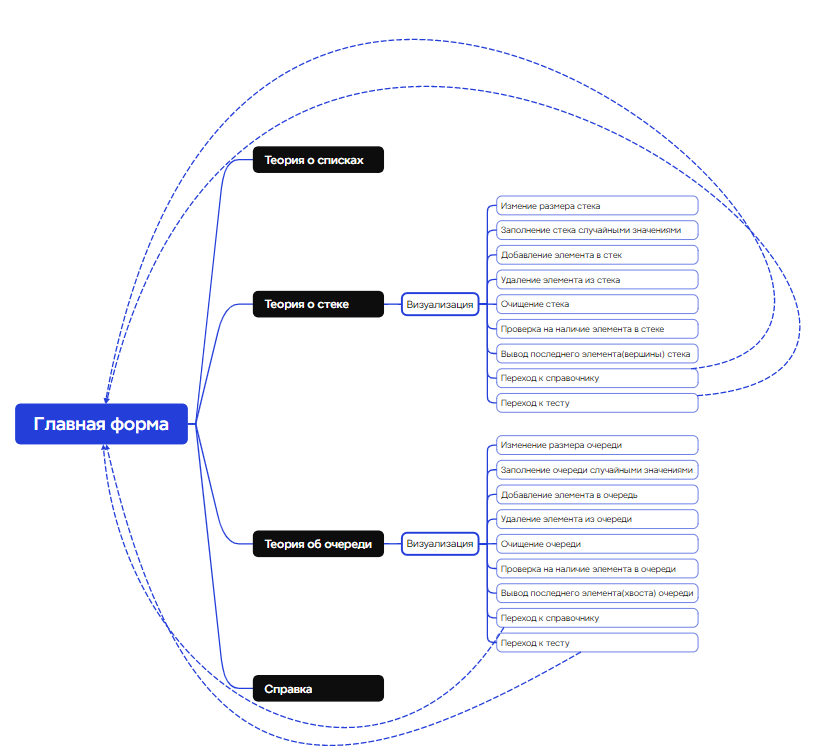 Теория о списках
Измение размера стека
Заполнение стека случайными значениями
Добавление элемента в стек
Удаление элемента из стека
Теория о стеке
Визуализация
Очищение стека
Проверка на наличие элемента в стеке
Вывод последнего элемента(вершины) стека
Переход к справочнику
Переход к тесту
Главная форма
Изменение размера очереди
Заполнение очереди случайными значениями
Добавление элемента в очередь
Удаление элемента из очереди
Теория об очереди
Визуализация
Очищение очереди
Проверка на наличие элемента в очереди
Вывод последнего элемента(хвоста) очереди
Переход к справочнику
Переход к тесту
Справка